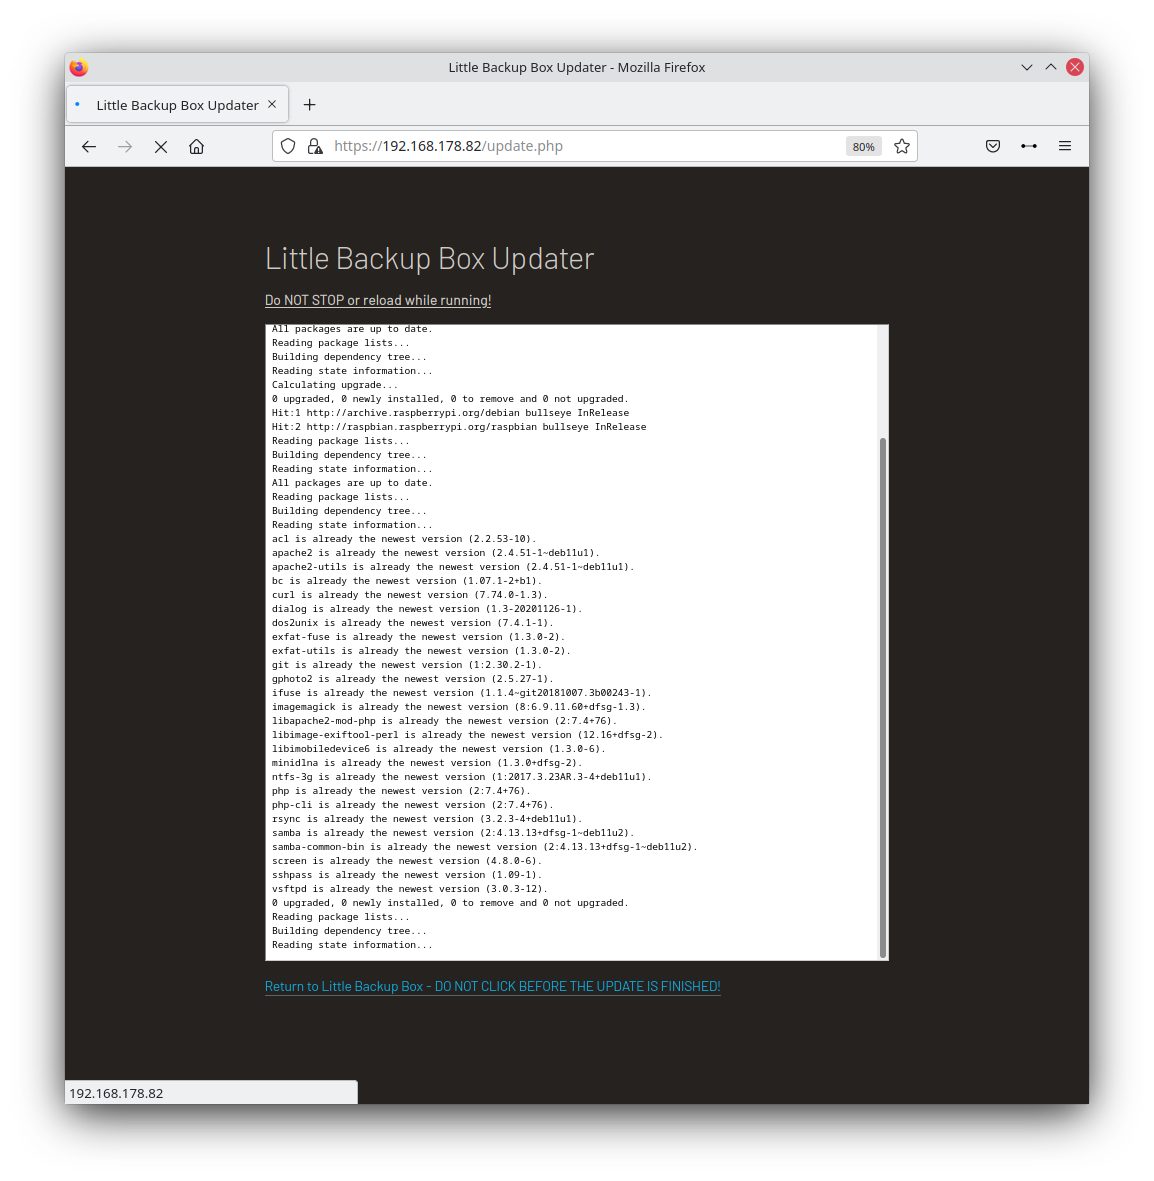 Little Backup Box Updater - Mozilla Firefox
Little Backup Box Updater
https://192.168.178.82/update.php
80%
Little Backup Box Updater
Do NOT STOP or reload while running!
All packages are up to date.
Reading package lists...
Building dependency tree...
Reading state information...
Calculating upgrade...
0 upgraded, 0 newly installed, 0 to remove and 0 not upgraded.
Hit:1 http://archive.raspberrypi.org/debian bullseye InRelease
Hit:2 http://raspbian.raspberrypi.org/raspbian bullseye InRelease
Reading package lists...
Building dependency tree...
Reading state information...
All packages are up to date.
Reading package lists...
Building dependency tree...
Reading state information...
acl is already the newest version (2.2.53-10).
apache2 is already the newest version (2.4.51-1~deb11u1).
apache2-utils is already the newest version (2.4.51-1~deb11u1).
bc is already the newest version (1.07.1-2+b1).
curl is already the newest version (7.74.0-1.3).
dialog is already the newest version (1.3-20201126-1).
dos2unix is already the newest version (7.4.1-1).
exfat-fuse is already the newest version (1.3.0-2).
exfat-utils is already the newest version (1.3.0-2).
git is already the newest version (1:2.30.2-1).
gphoto2 is already the newest version (2.5.27-1).
ifuse is already the newest version (1.1.4~git20181007.3b00243-1).
imagemagick is already the newest version (8:6.9.11.60+dfsg-1.3).
libapache2-mod-php is already the newest version (2:7.4+76).
libimage-exiftool-perl is already the newest version (12.16+dfsg-2).
libimobiledevice6 is already the newest version (1.3.0-6).
minidlna is already the newest version (1.3.0+dfsg-2).
ntfs-3g is already the newest version (1:2017.3.23AR.3-4+deb11u1).
php is already the newest version (2:7.4+76).
php-cli is already the newest version (2:7.4+76).
rsync is already the newest version (3.2.3-4+deb11u1).
samba is already the newest version (2:4.13.13+dfsg-1~deb11u2).
samba-common-bin is already the newest version (2:4.13.13+dfsg-1~deb11u2).
screen is already the newest version (4.8.0-6).
sshpass is already the newest version (1.09-1).
vsftpd is already the newest version (3.0.3-12).
0 upgraded, 0 newly installed, 0 to remove and 0 not upgraded.
Reading package lists...
Building dependency tree...
Reading state information...
Return to Little Backup Box - DO NOT CLICK BEFORE THE UPDATE IS FINISHED!
192.168.178.82